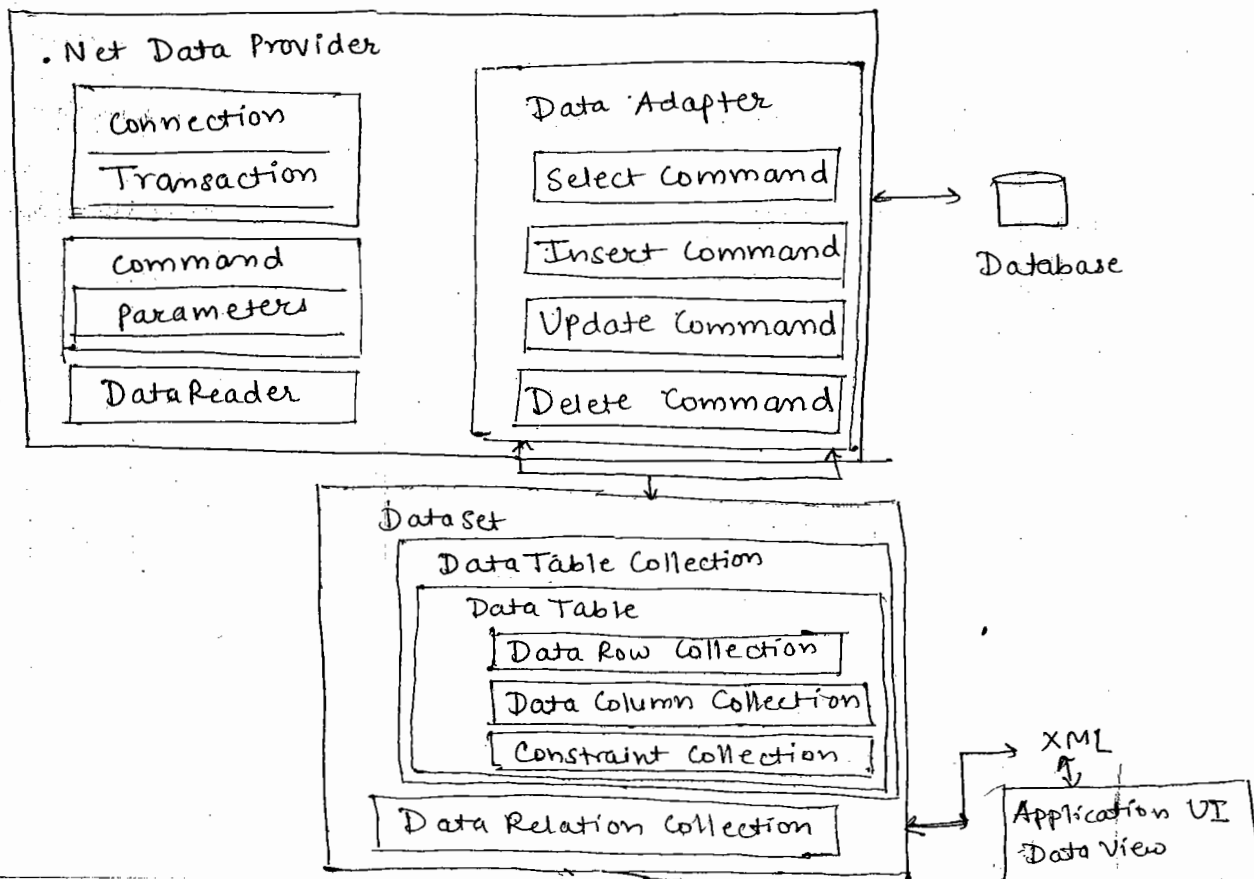 . Net Data Provider
Connection
Transaction
Command
Parameters
DataReader
Data Adapter
Select Command
Insert Command
Update Command
Delete Command
Database
Dataset
Data Table Collection
Data Table
Data Row Collection
Data Column Collection
Constraint Collection
Data Relation Collection
XML
Application UI
Data View